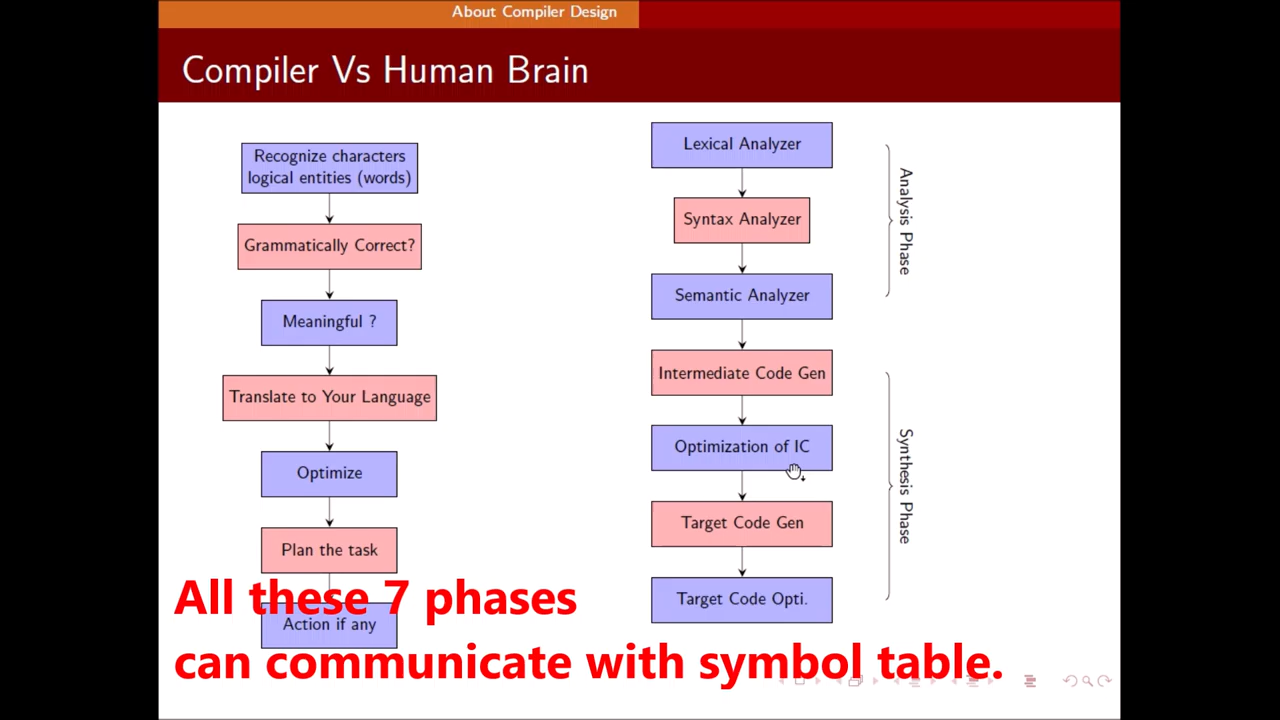 About Compiler Design
Compiler Vs Human Brain
Recognize characters
logical entities (words)
Grammatically Correct?
Meaningful ?
Translate to Your Language
Optimize
Plan the task
Action if any
Lexical Analyzer
Syntax Analyzer
Semantic Analyzer
Intermediate Code Gen
Optimization of IC
Target Code Gen
Target Code Opti.
Analysis Phase
Synthesis Phase
All these 7 phases
can communicate with symbol table.